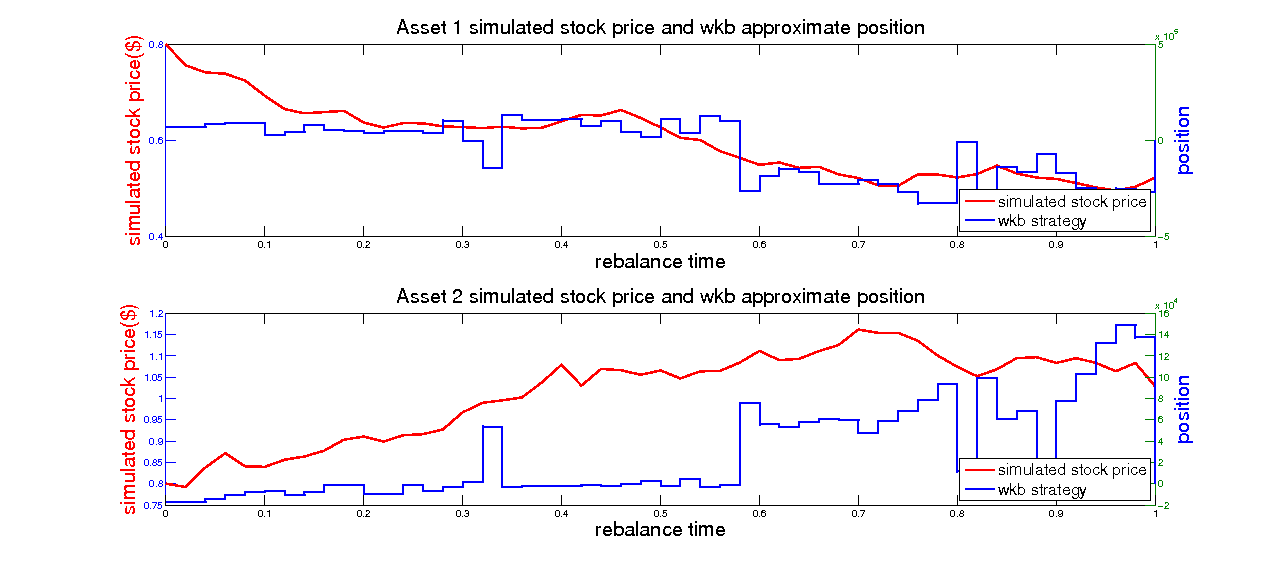 Asset 1 simulated stock price and wkb approximate position
simulated stock price($)
0.8
0.6
0.4
x 10^5
5
0
-5
position
simulated stock price
wkb strategy
0 0.1 0.2 0.3 0.4 0.5 0.6 0.7 0.8 0.9 1
rebalance time
Asset 2 simulated stock price and wkb approximate position
simulated stock price($)
1.2
1.15
1.1
1.05
1
0.95
0.9
0.85
0.8
0.75
x 10^4
16
14
12
10
8
6
4
2
0
-2
position
simulated stock price
wkb strategy
0 0.1 0.2 0.3 0.4 0.5 0.6 0.7 0.8 0.9 1
rebalance time